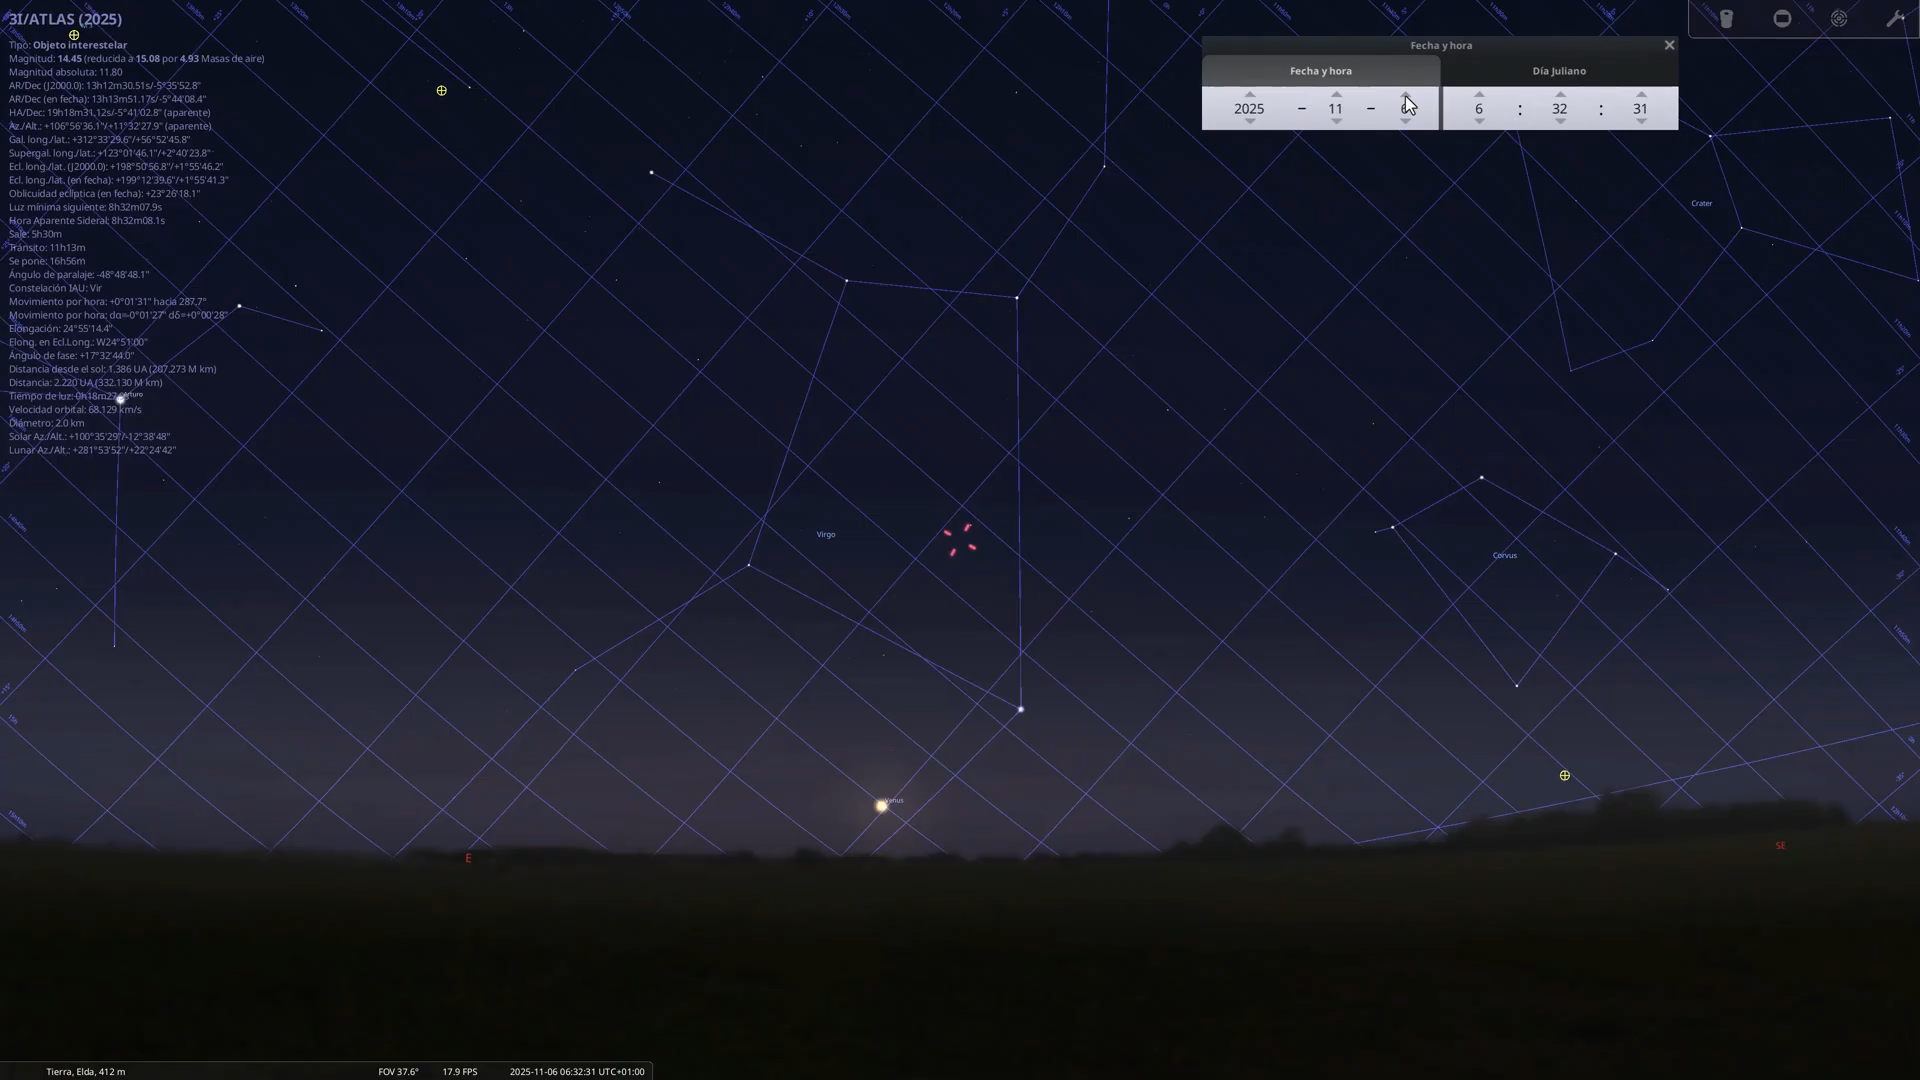 3I/ATLAS (2025)
Tipo: Objeto interestelar
Magnitud: 14.45 (reducida a 15.08 por 4.93 Masas de aire)
Magnitud absoluta: 11.80
AR/Dec (J2000.0): 13h12m30.51s/-5°35'52.8"
AR/Dec (en fecha): 13h13m51.17s/-5°44'08.4"
HA/Dec: 19h18m31.12s/-5°41'02.8" (aparente)
Az./Alt.: +106°56'36.1"/+11°32'27.9" (aparente)
Gal. long./lat.: +312°33'29.6"/+56°52'45.8"
Supergal. long./lat.: +123°01'46.1"/+2°40'23.8"
Ecl. long./lat. (J2000.0): +198°50'56.8"/+1°55'46.2"
Ecl. long./lat. (en fecha): +199°12'39.6"/+1°55'41.3"
Oblicuidad eclíptica (en fecha): +23°26'18.1"
Luz mínima siguiente: 8h32m07.9s
Hora Aparente Sideral: 8h32m08.1s
Sale: 5h30m
Tránsito: 11h13m
Se pone: 16h56m
Ángulo de paralaje: -48°48'48.1"
Constelación IAU: Vir
Movimiento por hora: +0°01'31" hacia 287.7°
Movimiento por hora: dα=-0°01'27" dδ=+0°00'28"
Elongación: 24°55'14.4"
Elong. en Ecl.Long.: W24°51'00"
Ángulo de fase: +17°32'44.0"
Distancia desde el sol: 1.386 UA (207.273 M km)
Distancia: 2.220 UA (332.130 M km)
Tiempo de luz: 0h18m
Arturo
Velocidad orbital: 68.129 km/s
Diámetro: 2.0 km
Solar Az./Alt.: +100°35'29"/-12°38'48"
Lunar Az./Alt.: +281°53'52"/+22°24'42"
Fecha y hora
Fecha y hora
Día Juliano
2025 – 11 – 6
6 : 32 : 31
Crater
Virgo
Corvus
Venus
E
SE
Tierra, Elda, 412 m
FOV 37.6°
17.9 FPS
2025-11-06 06:32:31 UTC+01:00